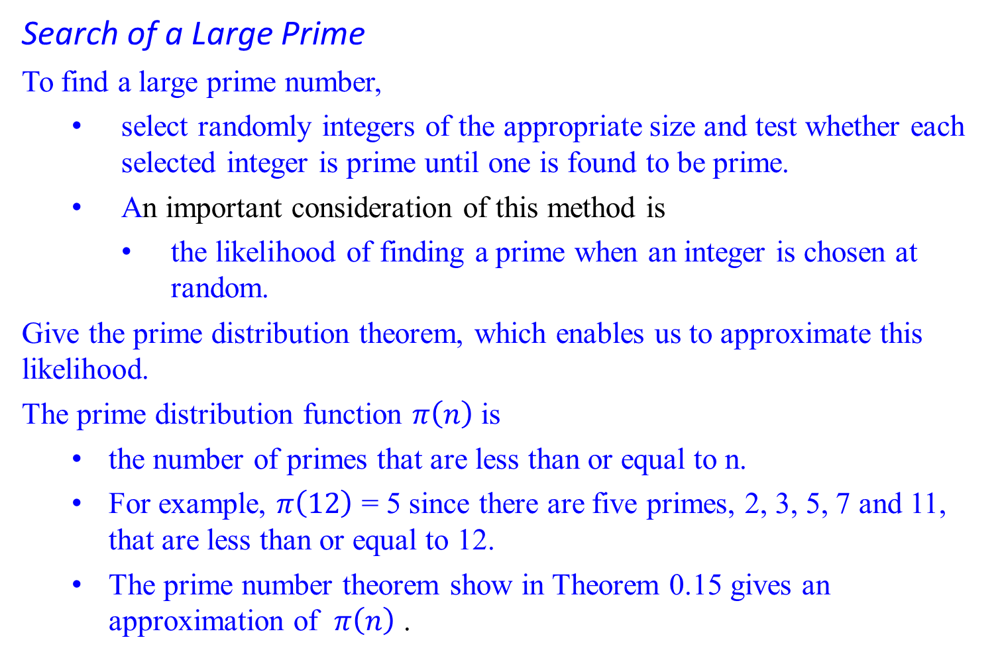 Search of a Large Prime
To find a large prime number,
• select randomly integers of the appropriate size and test whether each
selected integer is prime until one is found to be prime.
• An important consideration of this method is
• the likelihood of finding a prime when an integer is chosen at
random.
Give the prime distribution theorem, which enables us to approximate this
likelihood.
The prime distribution function 𝜋(𝑛) is
• the number of primes that are less than or equal to n.
• For example, 𝜋(12) = 5 since there are five primes, 2, 3, 5, 7 and 11,
that are less than or equal to 12.
• The prime number theorem show in Theorem 0.15 gives an
approximation of 𝜋(𝑛) .